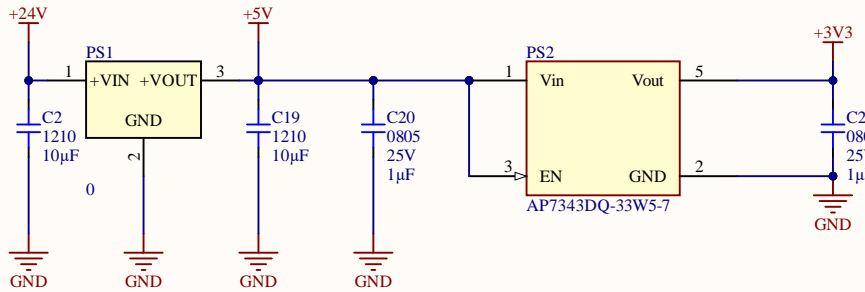 +24V
+5V
+3V3
PS1
PS2
1
+VIN
+VOUT
3
GND
2
0
C2
1210
10µF
C19
1210
10µF
C20
0805
25V
1µF
1
Vin
Vout
5
3
EN
GND
2
AP7343DQ-33W5-7
GND
GND
GND
GND
GND